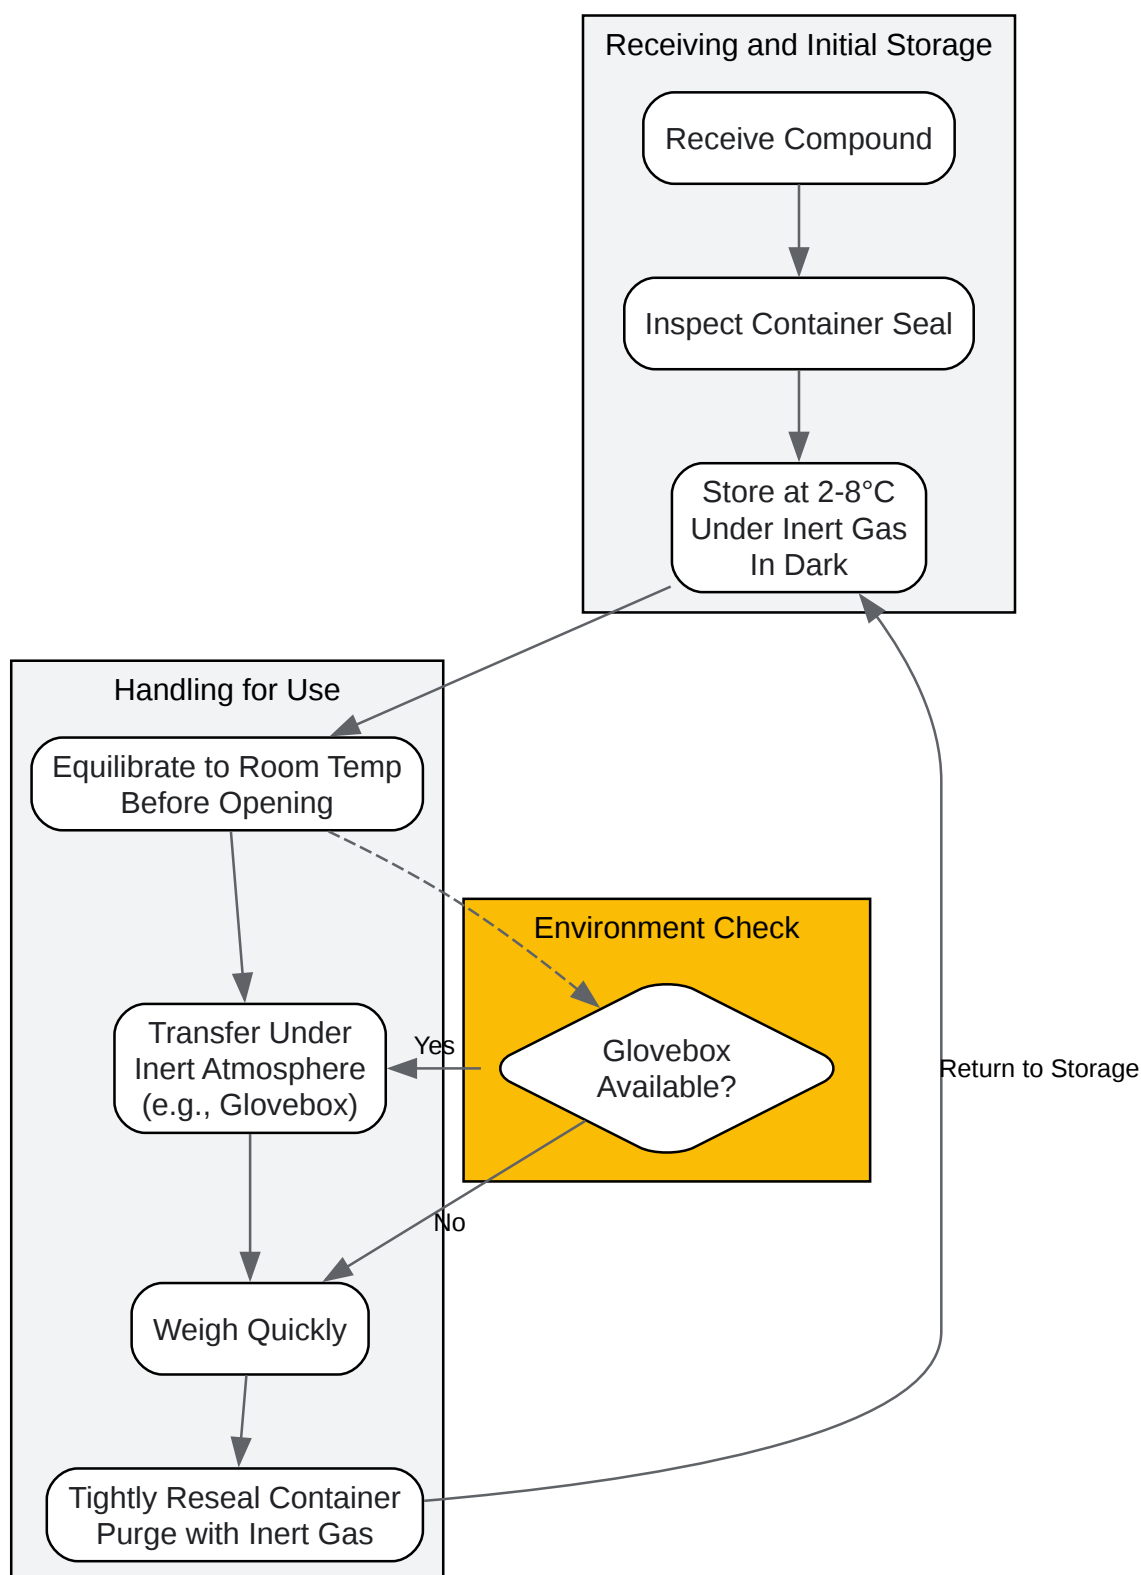 Receiving and Initial Storage
Receive Compound
Inspect Container Seal
Store at 2-8°C
Under Inert Gas
In Dark
Handling for Use
Equilibrate to Room Temp
Before Opening
Environment Check
Glovebox
Available?
Yes
Transfer Under
Inert Atmosphere
(e.g., Glovebox)
Return to Storage
No
Weigh Quickly
Tightly Reseal Container
Purge with Inert Gas